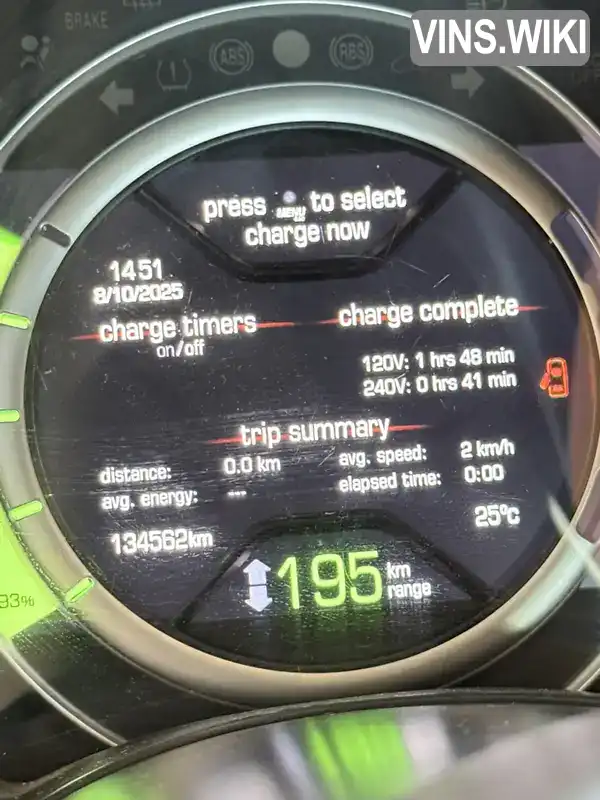 VINS.WIKI
BRAKE
ABS
RBS
press MENU to select
charge now
1451
8/10/2025
charge timers
on/off
charge complete
120V: 1 hrs 48 min
240V: 0 hrs 41 min
trip summary
distance: 0.0 km
avg. speed: 2 km/h
avg. energy: ---
elapsed time: 0:00
134562km
25°c
93%
195 km
range